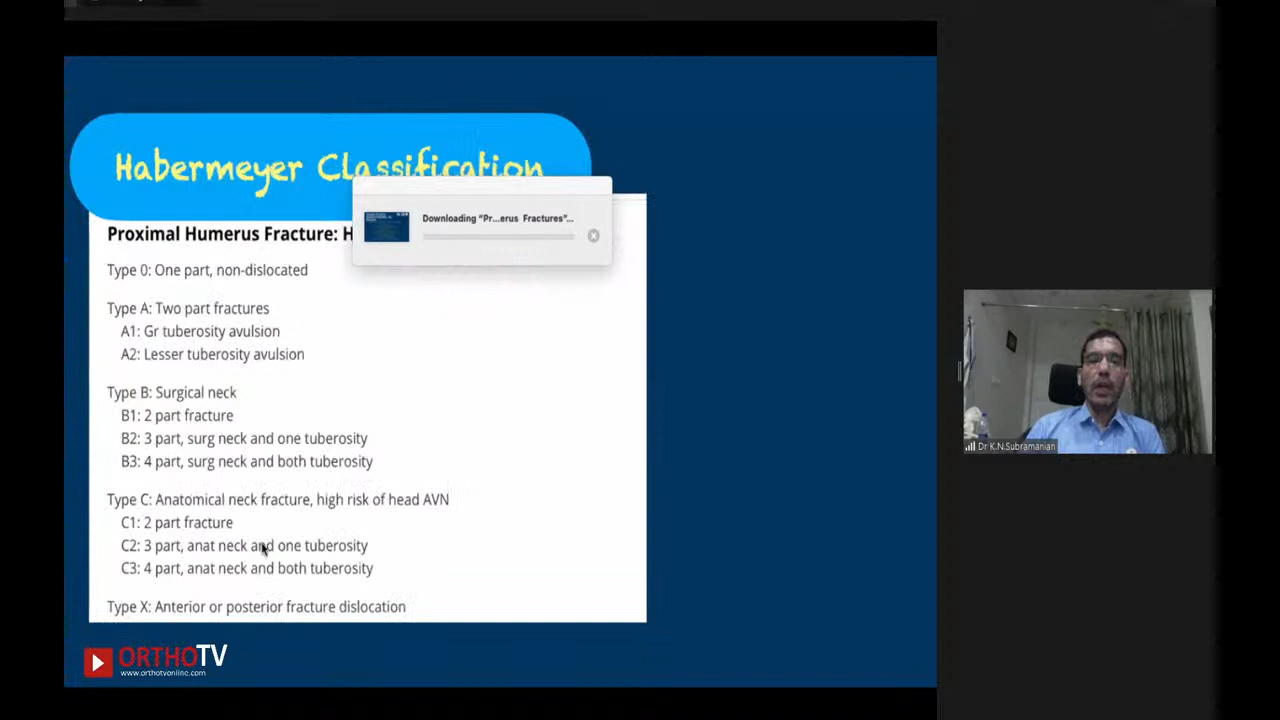 Habermeyer Classification
Downloading “Pr...erus Fractures”...
Proximal Humerus Fracture: H
Type 0: One part, non-dislocated
Type A: Two part fractures
A1: Gr tuberosity avulsion
A2: Lesser tuberosity avulsion
Type B: Surgical neck
B1: 2 part fracture
B2: 3 part, surg neck and one tuberosity
B3: 4 part, surg neck and both tuberosity
Type C: Anatomical neck fracture, high risk of head AVN
C1: 2 part fracture
C2: 3 part, anat neck and one tuberosity
C3: 4 part, anat neck and both tuberosity
Type X: Anterior or posterior fracture dislocation
ORTHOTV
www.orthotvonline.com
Dr K.N.Subramanian